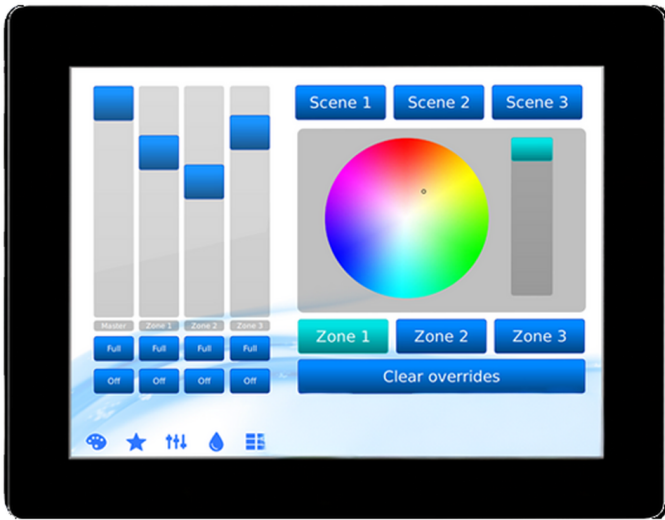 Scene 1 Scene 2 Scene 3
Master Zone 1 Zone 2 Zone 3
Full Full Full Full
Off Off Off Off
Zone 1 Zone 2 Zone 3
Clear overrides